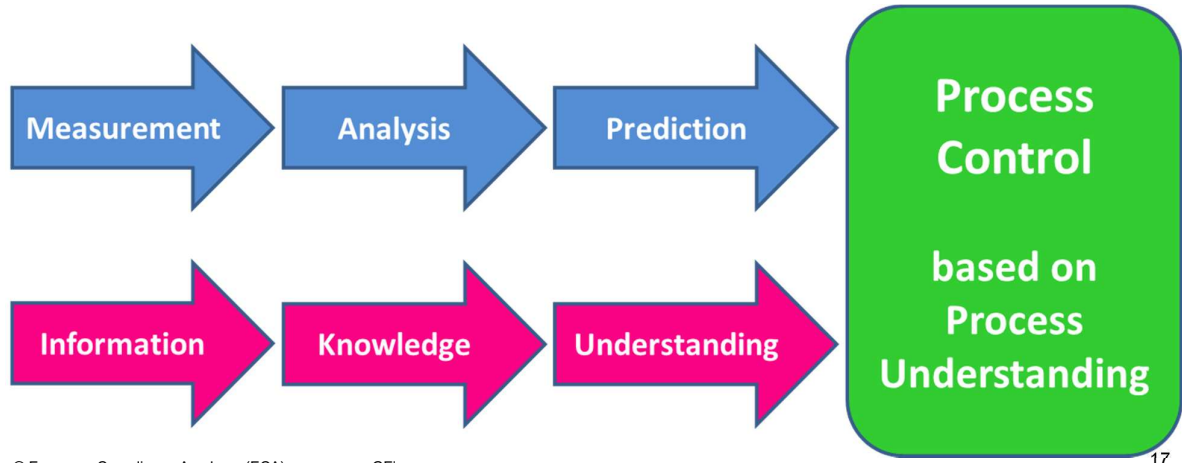 Measurement
Analysis
Prediction
Information
Knowledge
Understanding
Process
Control
based on
Process
Understanding
17